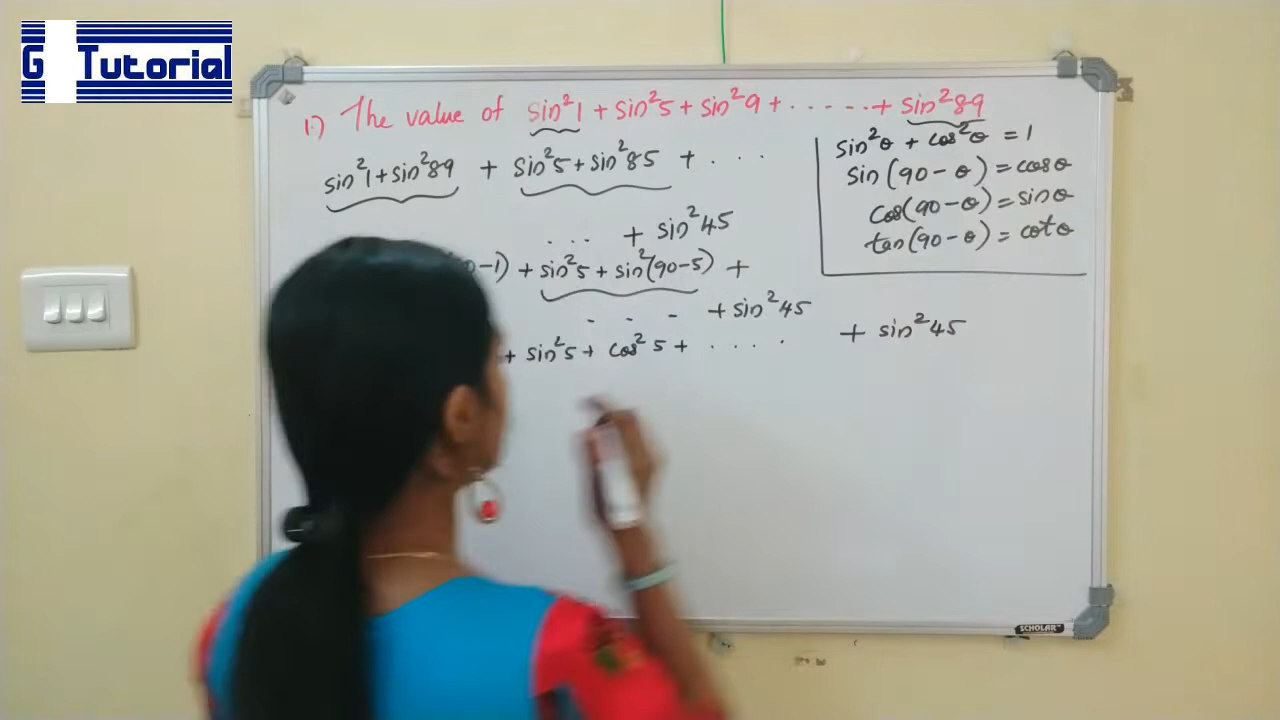 G Tutorial
1.) The value of sin²1 + sin²5 + sin²9 + ...... + sin²89
sin²1 + sin²89 + sin²5 + sin²85 + ...
... + sin²45
-1) + sin²5 + sin²(90-5) +
- - - + sin²45
+ sin²5 + cos²5 + .... + sin²45
sin²θ + cos²θ = 1
sin(90-θ) = cosθ
cos(90-θ) = sinθ
tan(90-θ) = cotθ
SCHOLAR